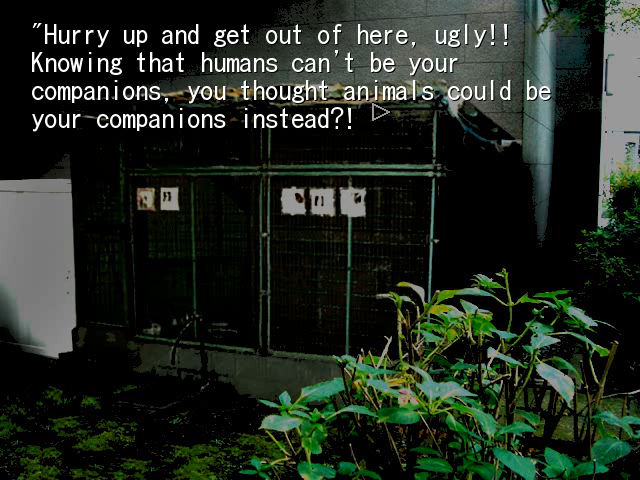 "Hurry up and get out of here, ugly!!
Knowing that humans can't be your
companions, you thought animals could be
your companions instead?!